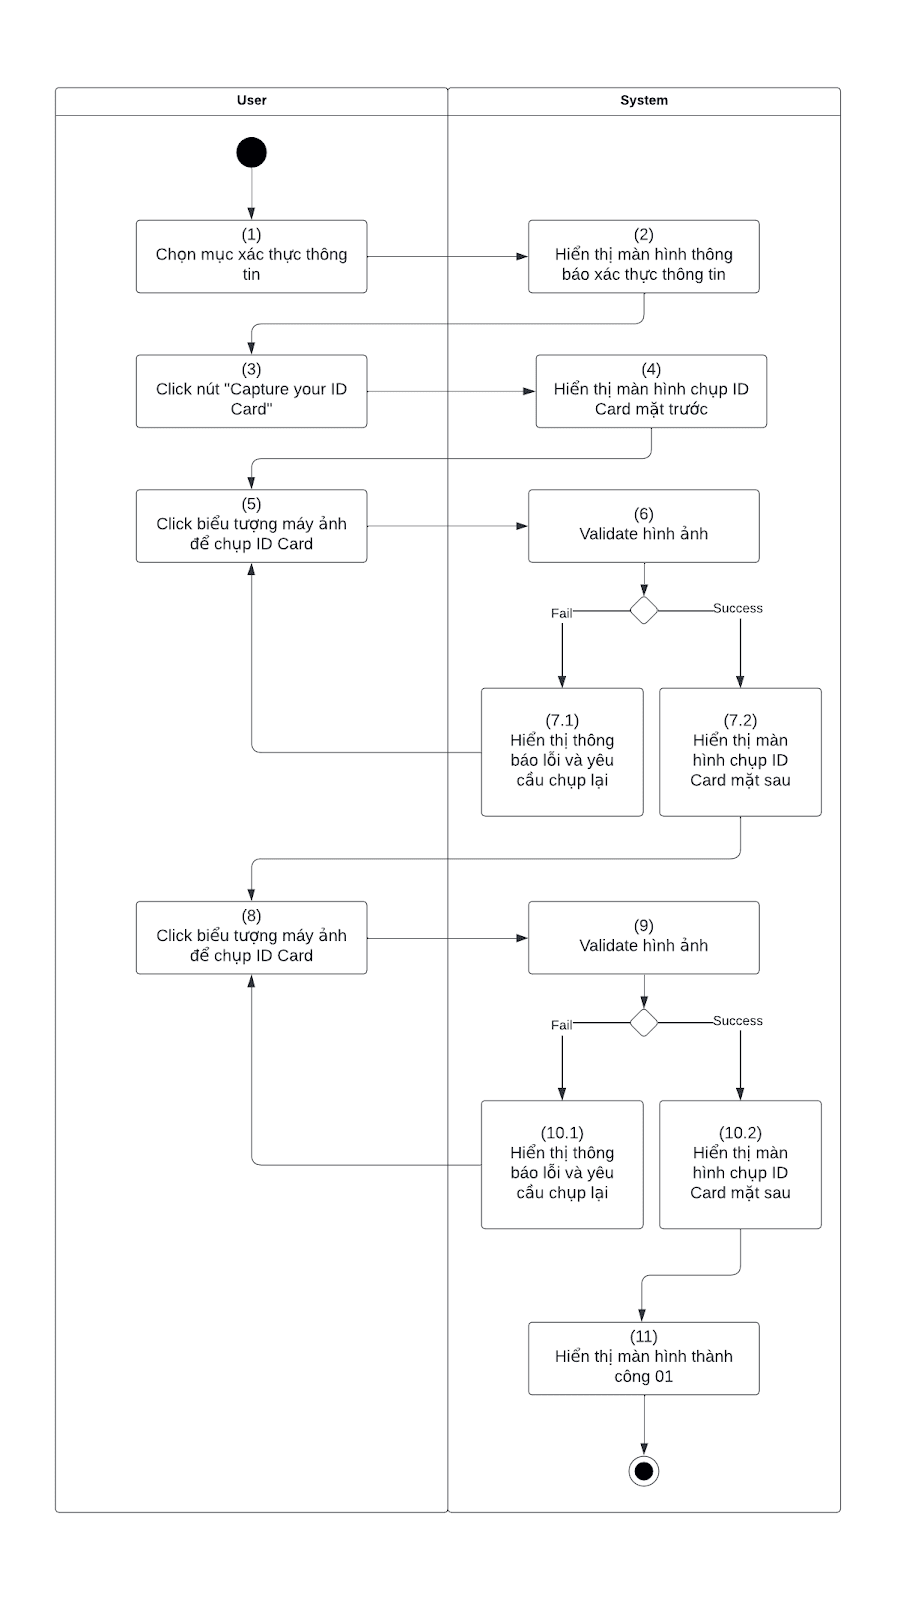 User
System
(1)
Chọn mục xác thực thông
tin
(2)
Hiển thị màn hình thông
báo xác thực thông tin
(3)
Click nút "Capture your ID
Card"
(4)
Hiển thị màn hình chụp ID
Card mặt trước
(5)
Click biểu tượng máy ảnh
để chụp ID Card
(6)
Validate hình ảnh
Fail
Success
(7.1)
Hiển thị thông
báo lỗi và yêu
cầu chụp lại
(7.2)
Hiển thị màn
hình chụp ID
Card mặt sau
(8)
Click biểu tượng máy ảnh
để chụp ID Card
(9)
Validate hình ảnh
Fail
Success
(10.1)
Hiển thị thông
báo lỗi và yêu
cầu chụp lại
(10.2)
Hiển thị màn
hình chụp ID
Card mặt sau
(11)
Hiển thị màn hình thành
công 01